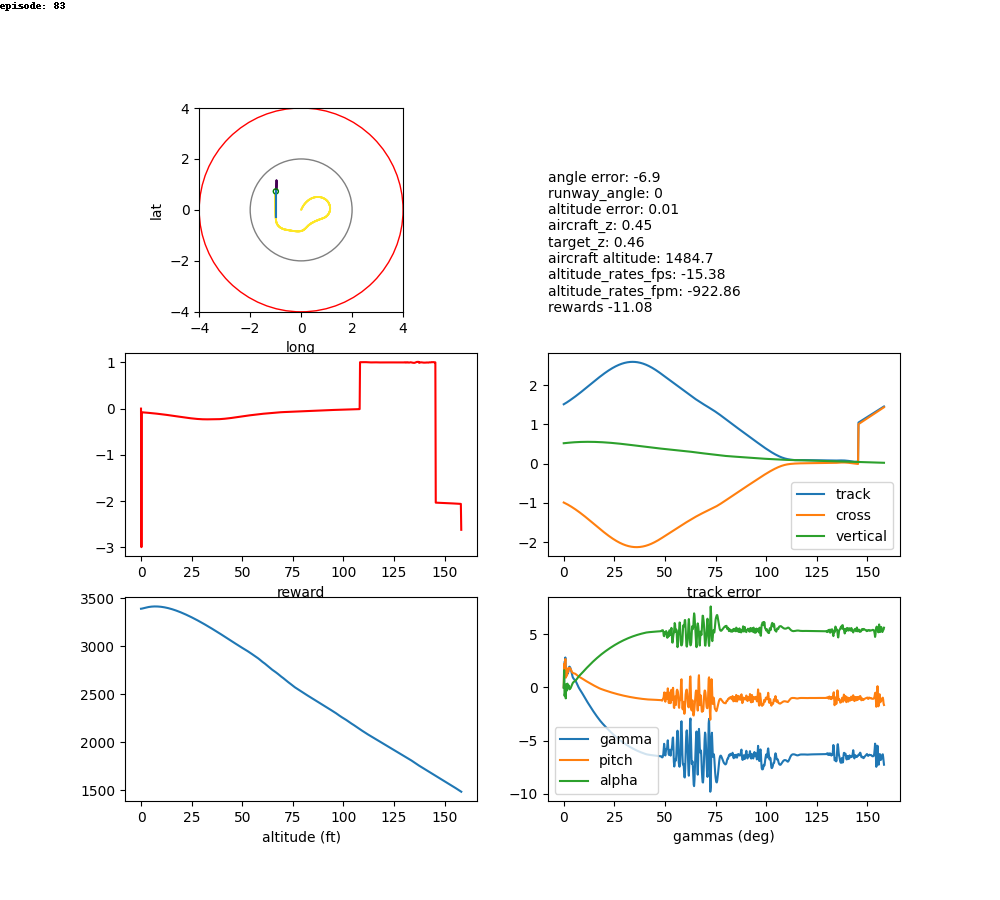 episode: 83
4
2
0
−2
−4
lat
−4 −2 0 2 4
long
angle error: -6.9
runway_angle: 0
altitude error: 0.01
aircraft_z: 0.45
target_z: 0.46
aircraft altitude: 1484.7
altitude_rates_fps: -15.38
altitude_rates_fpm: -922.86
rewards -11.08
1
0
−1
−2
−3
0 25 50 75 100 125 150
reward
2
1
0
−1
−2
track
cross
vertical
0 25 50 75 100 125 150
track error
3500
3000
2500
2000
1500
0 25 50 75 100 125 150
altitude (ft)
5
0
−5
−10
gamma
pitch
alpha
0 25 50 75 100 125 150
gammas (deg)